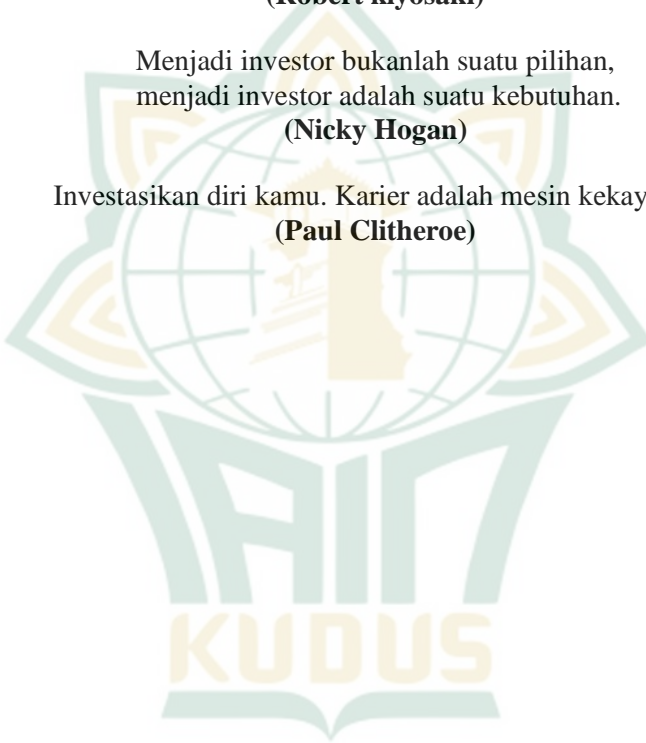 (Robert kiyosaki)
Menjadi investor bukanlah suatu pilihan,
menjadi investor adalah suatu kebutuhan.
(Nicky Hogan)
Investasikan diri kamu. Karier adalah mesin
(Paul Clitheroe)
IAIN
KUDUS